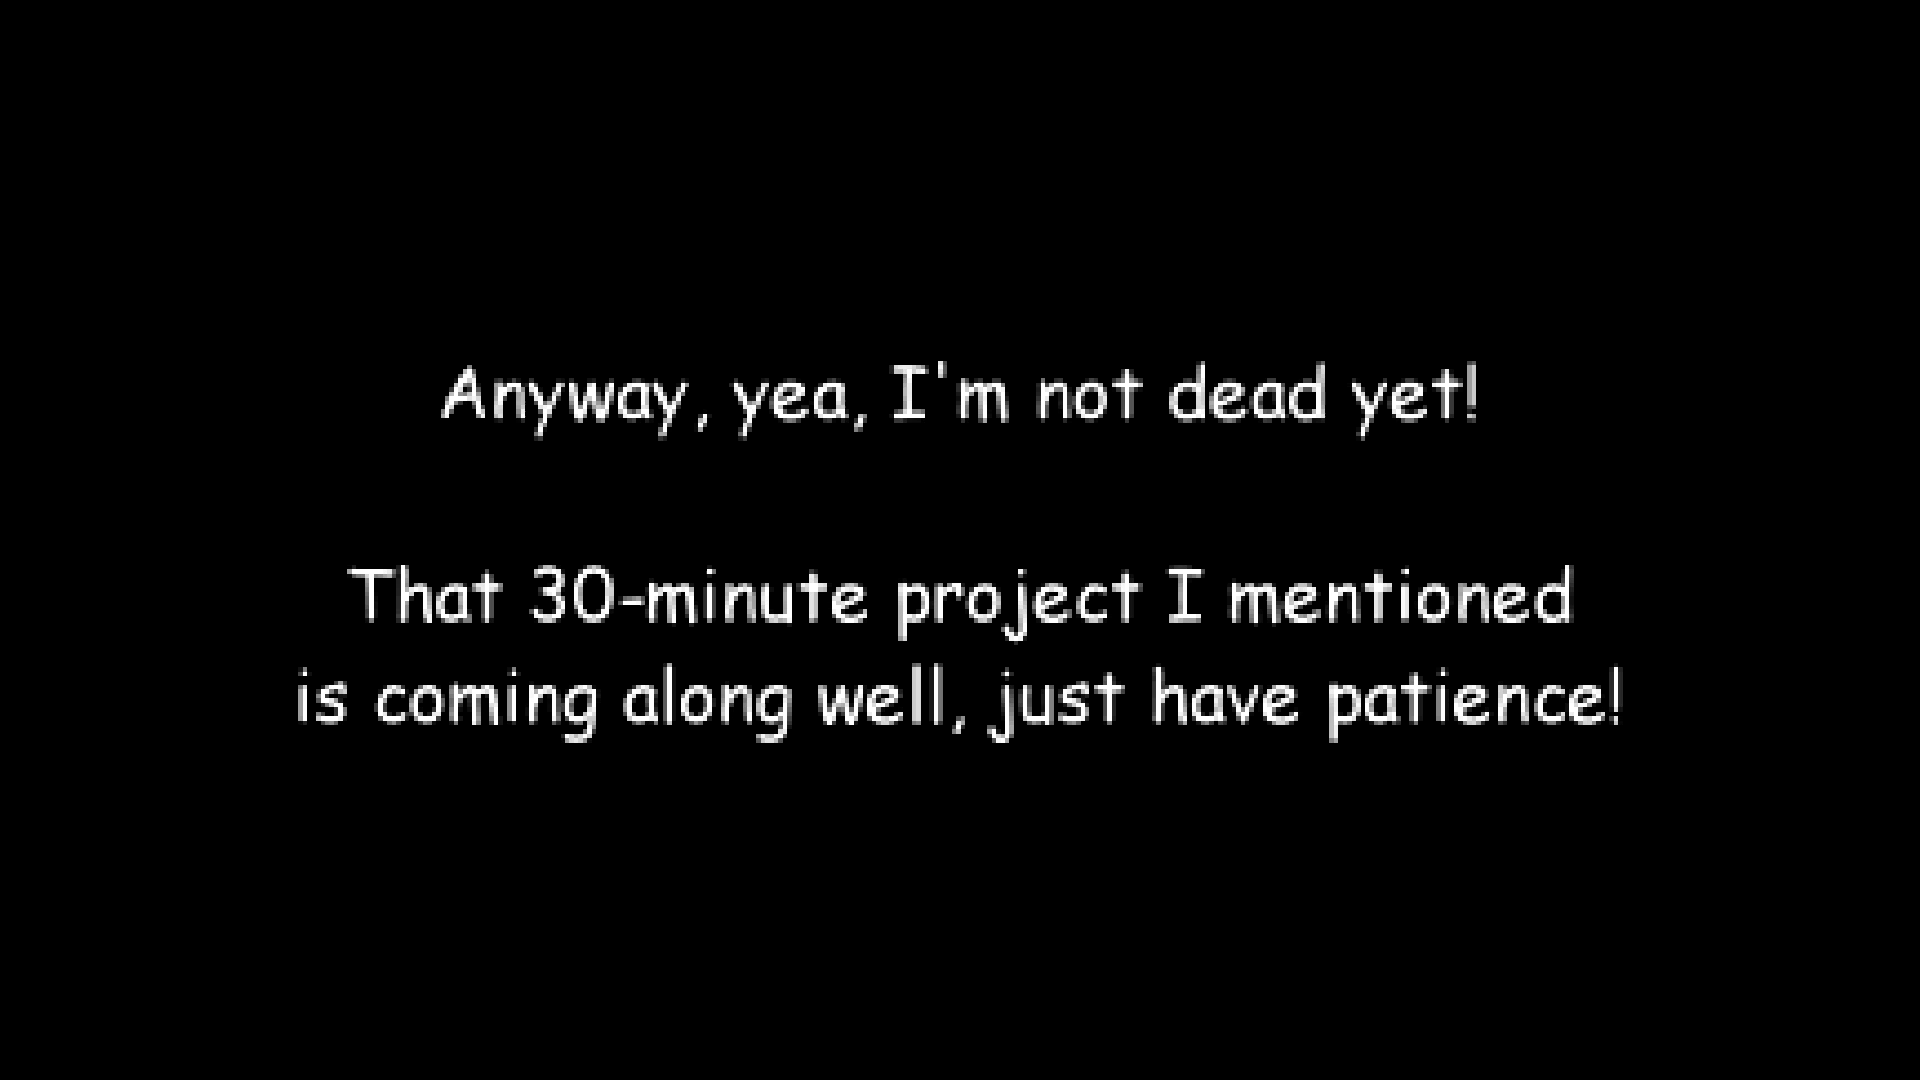 Anyway, yea, I'm not dead yet!
That 30-minute project I mentioned
is coming along well, just have patience!